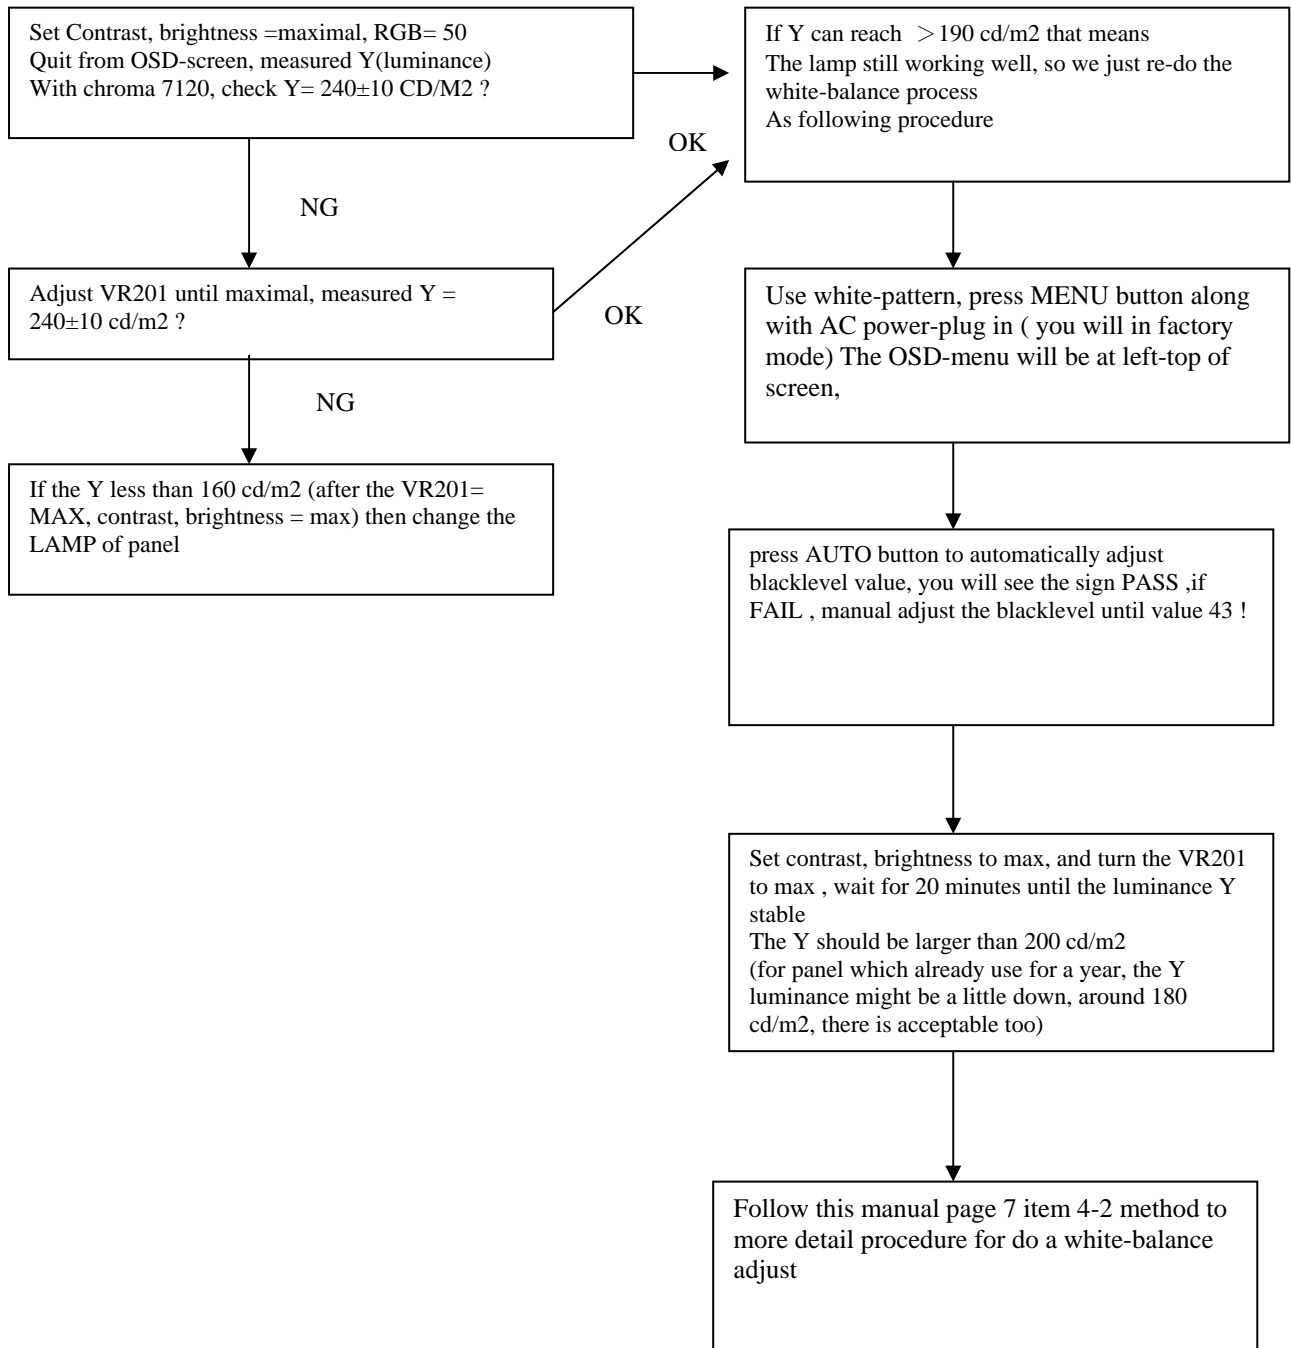 Set Contrast, brightness =maximal, RGB= 50
Quit from OSD-screen, measured Y(luminance)
With chroma 7120, check Y= 240±10 CD/M2 ?
If Y can reach ＞190 cd/m2 that means
The lamp still working well, so we just re-do the
white-balance process
As following procedure
OK
NG
Adjust VR201 until maximal, measured Y =
240±10 cd/m2 ?
OK
Use white-pattern, press MENU button along
with AC power-plug in ( you will in factory
mode) The OSD-menu will be at left-top of
screen,
NG
If the Y less than 160 cd/m2 (after the VR201=
MAX, contrast, brightness = max) then change the
LAMP of panel
press AUTO button to automatically adjust
blacklevel value, you will see the sign PASS ,if
FAIL , manual adjust the blacklevel until value 43 !
Set contrast, brightness to max, and turn the VR201
to max , wait for 20 minutes until the luminance Y
stable
The Y should be larger than 200 cd/m2
(for panel which already use for a year, the Y
luminance might be a little down, around 180
cd/m2, there is acceptable too)
Follow this manual page 7 item 4-2 method to
more detail procedure for do a white-balance
adjust